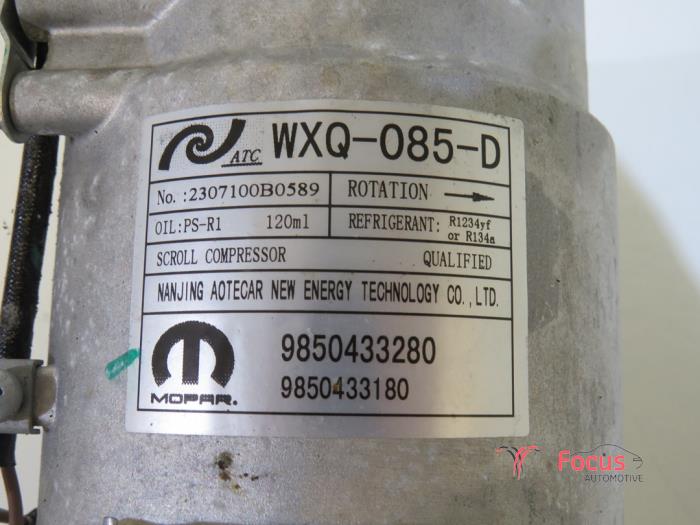 ATC WXQ-085-D
No.:2307100B0589 ROTATION
OIL:PS-R1 120ml REFRIGERANT: R1234yf
or R134a
SCROLL COMPRESSOR QUALIFIED
NANJING AOTECAR NEW ENERGY TECHNOLOGY CO.,LTD.
9850433280
MOPAR. 9850433180
Focus
AUTOMOTIVE